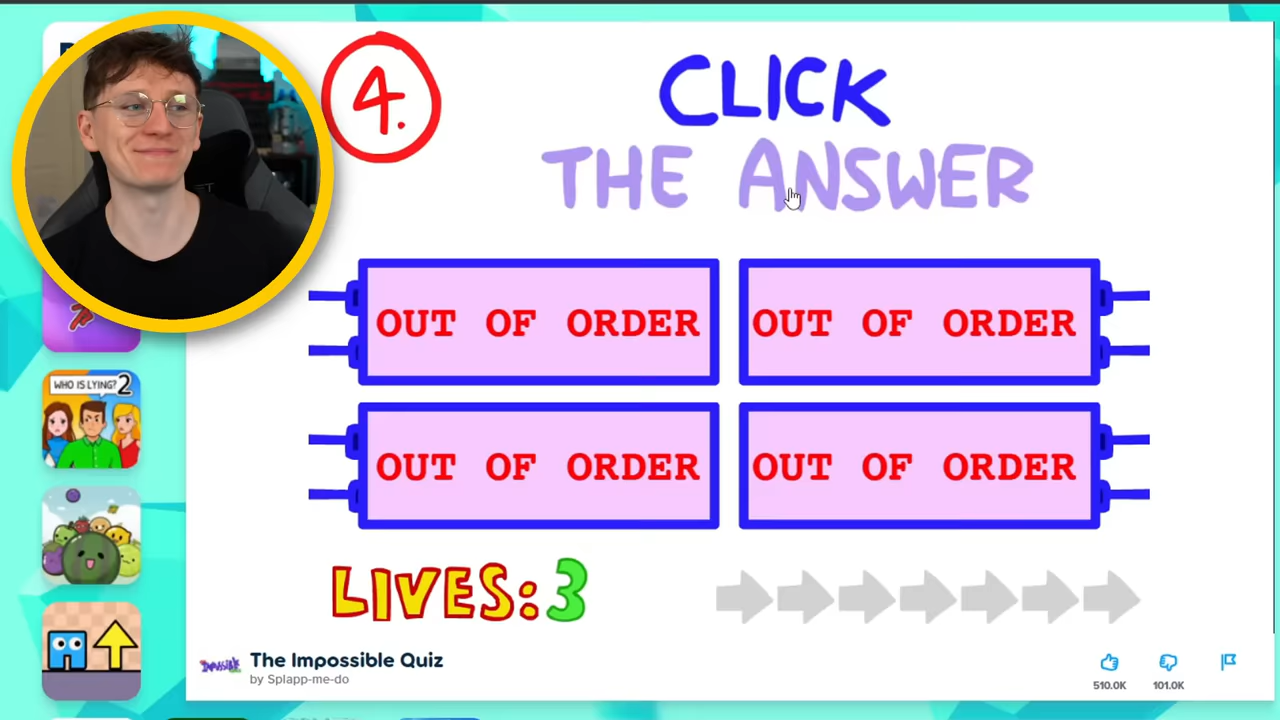 4.
CLICK
THE ANSWER
OUT OF ORDER
OUT OF ORDER
OUT OF ORDER
OUT OF ORDER
WHO IS LYING? 2
LIVES: 3
The Impossible Quiz
by Splapp-me-do
510.0K
101.0K